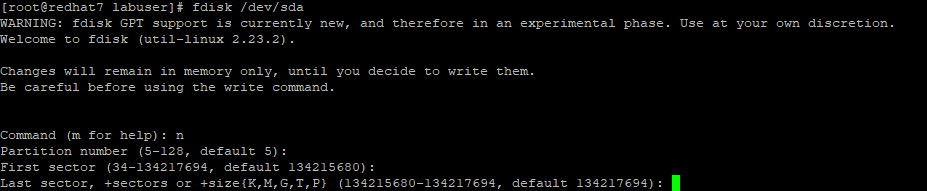 [root@redhat7 labuser]# fdisk /dev/sda
WARNING: fdisk GPT support is currently new, and therefore in an experimental phase. Use at your own discretion.
Welcome to fdisk (util-linux 2.23.2).

Changes will remain in memory only, until you decide to write them.
Be careful before using the write command.

Command (m for help): n
Partition number (5-128, default 5):
First sector (34-134217694, default 134215680):
Last sector, +sectors or +size{K,M,G,T,P} (134215680-134217694, default 134217694):